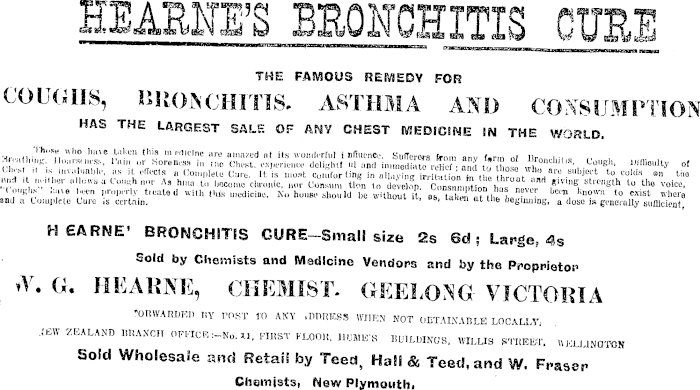 HEARNE'S BRONCHITIS CURE
THE FAMOUS REMEDY FOR
COUGHS, BRONCHITIS. ASTHMA AND CONSUMPTION
HAS THE LARGEST SALE OF ANY CHEST MEDICINE IN THE WORLD.
Those who have taken this medicine are amazed at its wonderful influence. Sufferers from any form of Bronchitis, Cough, Difficulty of
Breathing, Hoarseness, Pain or Soreness in the Chest, experience delightful and immediate relief; and to those who are subject to colds on the
Chest it is invaluable, as it effects a Complete Cure. It is most comforting in allaying irritation in the throat and giving strength to the voice,
and it neither allows a Cough nor As hma to become chronic, nor Consum tion to develop. Consumption has never been known to exist where
"Coughs" have been properly treated with this medicine. No house should be without it, as, taken at the beginning, a dose is generally sufficient,
and a Complete Cure is certain.
HEARNE' BRONCHITIS CURE—Small size 2s 6d; Large, 4s
Sold by Chemists and Medicine Vendors and by the Proprietor
W. G. HEARNE, CHEMIST. GEELONG VICTORIA
FORWARDED BY POST TO ANY ADDRESS WHEN NOT OBTAINABLE LOCALLY.
NEW ZEALAND BRANCH OFFICE:—No. 11, FIRST FLOOR, HUME'S BUILDINGS, WILLIS STREET, WELLINGTON
Sold Wholesale and Retail by Teed, Hall & Teed, and W. Fraser
Chemists, New Plymouth.